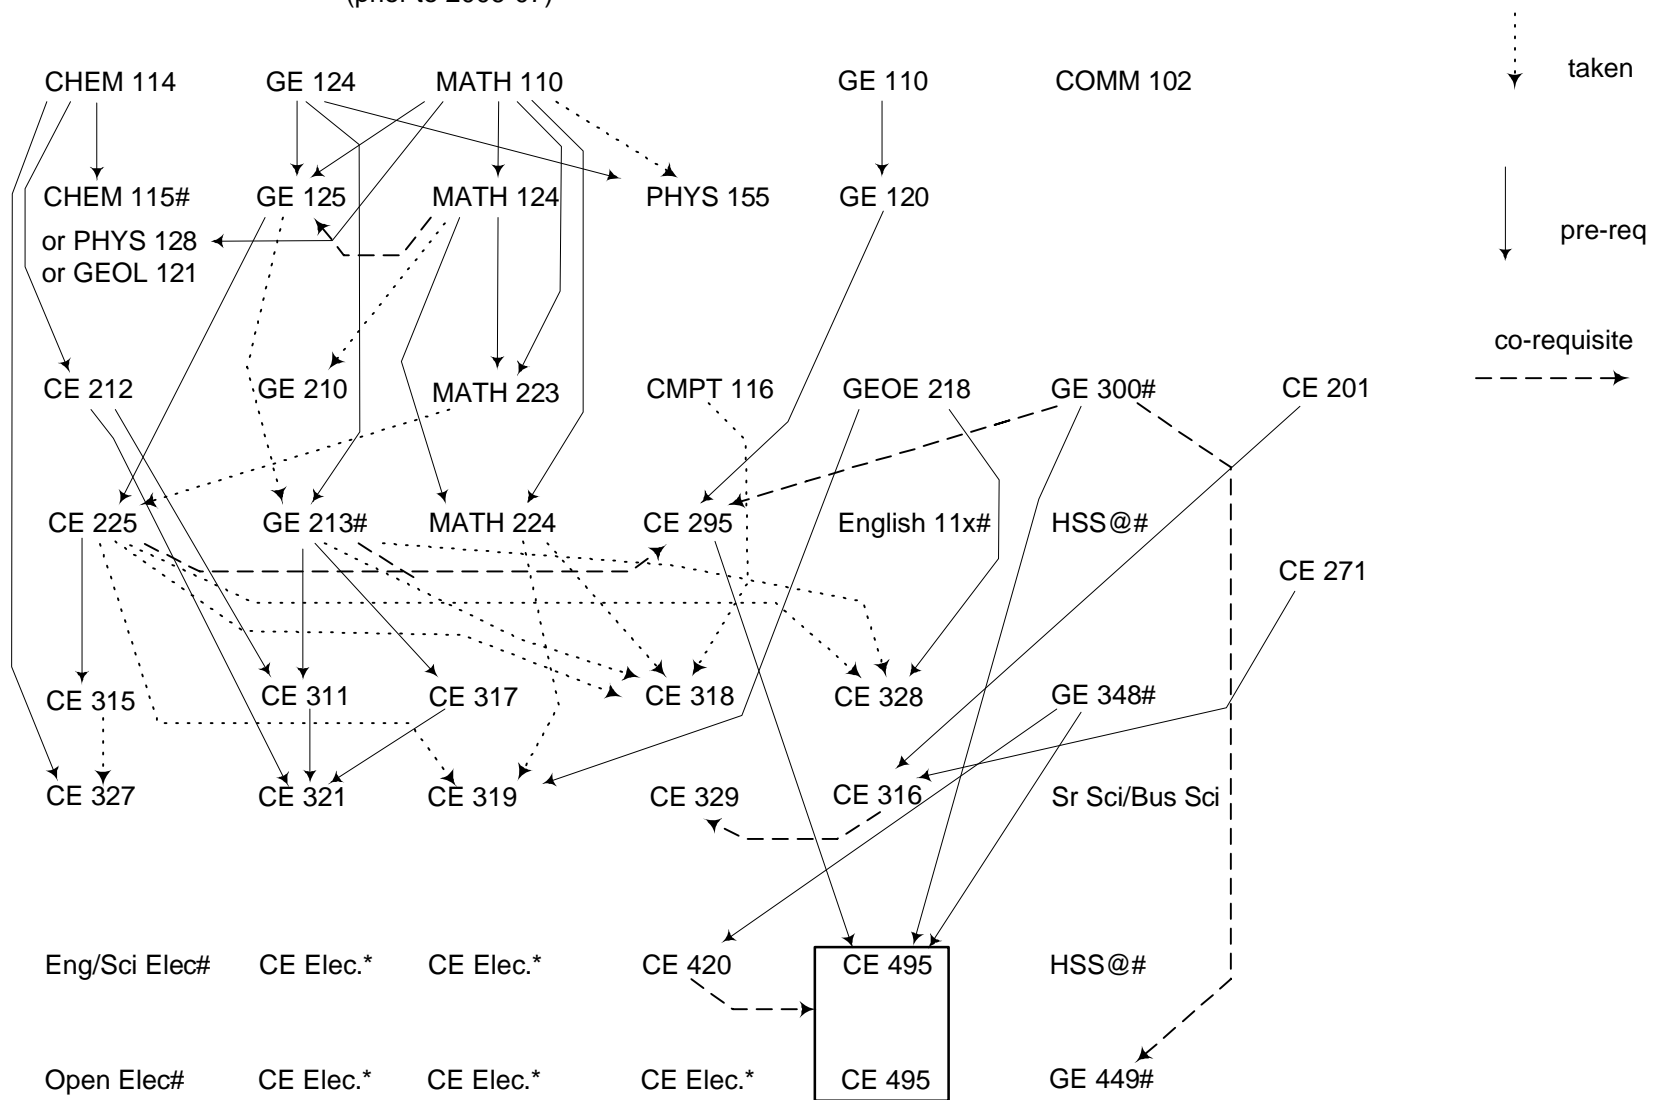 (prior to 2006-07)
CHEM 114 GE 124 MATH 110 GE 110 COMM 102
taken
CHEM 115# GE 125 MATH 124 PHYS 155 GE 120
or PHYS 128
or GEOL 121
pre-req
co-requisite
CE 212 GE 210 MATH 223 CMPT 116 GEOE 218 GE 300# CE 201
CE 225 GE 213# MATH 224 CE 295 English 11x# HSS@#
CE 271
CE 315 CE 311 CE 317 CE 318 CE 328 GE 348#
CE 327 CE 321 CE 319 CE 329 CE 316 Sr Sci/Bus Sci
Eng/Sci Elec# CE Elec.* CE Elec.* CE 420 CE 495 HSS@#
Open Elec# CE Elec.* CE Elec.* CE Elec.* CE 495 GE 449#